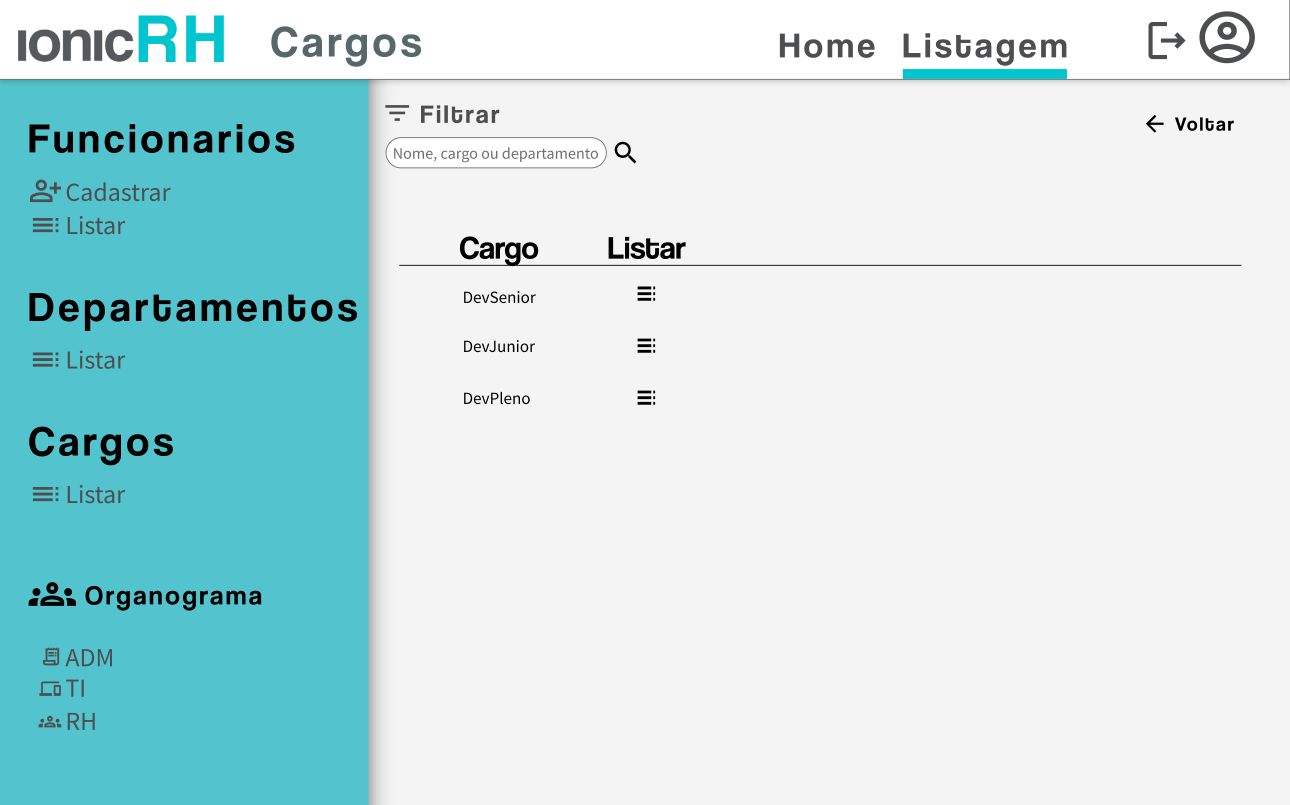 ionicRH Cargos Home Listagem
Funcionarios
Cadastrar
Listar
Departamentos
Listar
Cargos
Listar
Organograma
ADM
TI
RH
Filtrar
Voltar
Nome, cargo ou departamento
Cargo Listar
DevSenior
DevJunior
DevPleno